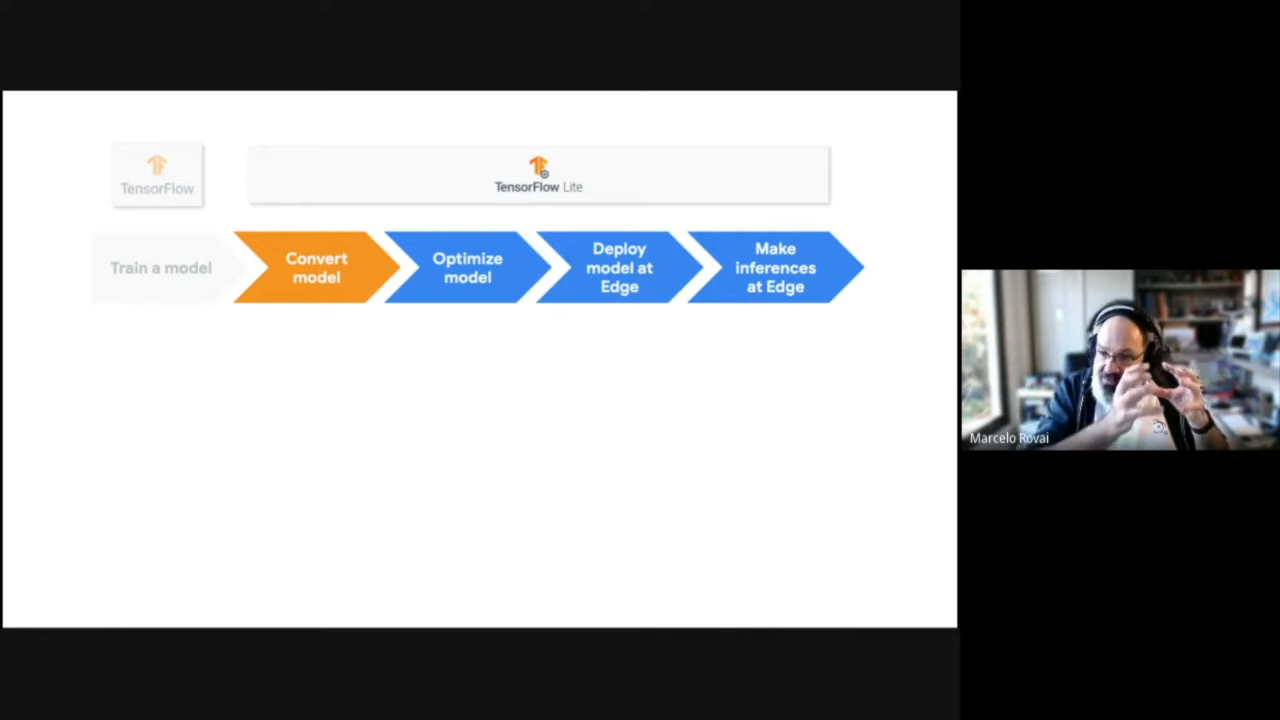 TensorFlow
TensorFlow Lite
Train a model
Convert
model
Optimize
model
Deploy
model at
Edge
Make
inferences
at Edge
Marcelo Rovai